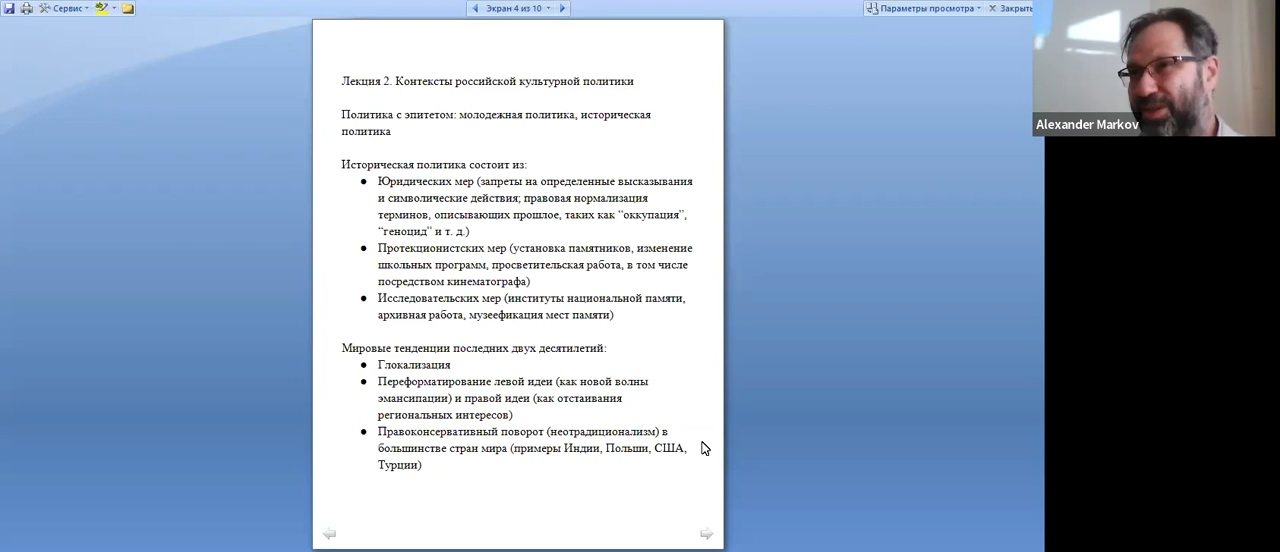 Сервис
Экран 4 из 10
Параметры просмотра
Закрыть
Alexander Markov
Лекция 2. Контексты российской культурной политики
Политика с эпитетом: молодежная политика, историческая
политика
Историческая политика состоит из:
● Юридических мер (запреты на определенные высказывания
и символические действия; правовая нормализация
терминов, описывающих прошлое, таких как “оккупация”,
“геноцид” и т. д.)
● Протекционистских мер (установка памятников, изменение
школьных программ, просветительская работа, в том числе
посредством кинематографа)
● Исследовательских мер (институты национальной памяти,
архивная работа, музеефикация мест памяти)
Мировые тенденции последних двух десятилетий:
● Глокализация
● Переформатирование левой идеи (как новой волны
эмансипации) и правой идеи (как отстаивания
региональных интересов)
● Правоконсервативный поворот (неотрадиционализм) в
большинстве стран мира (примеры Индии, Польши, США,
Турции)